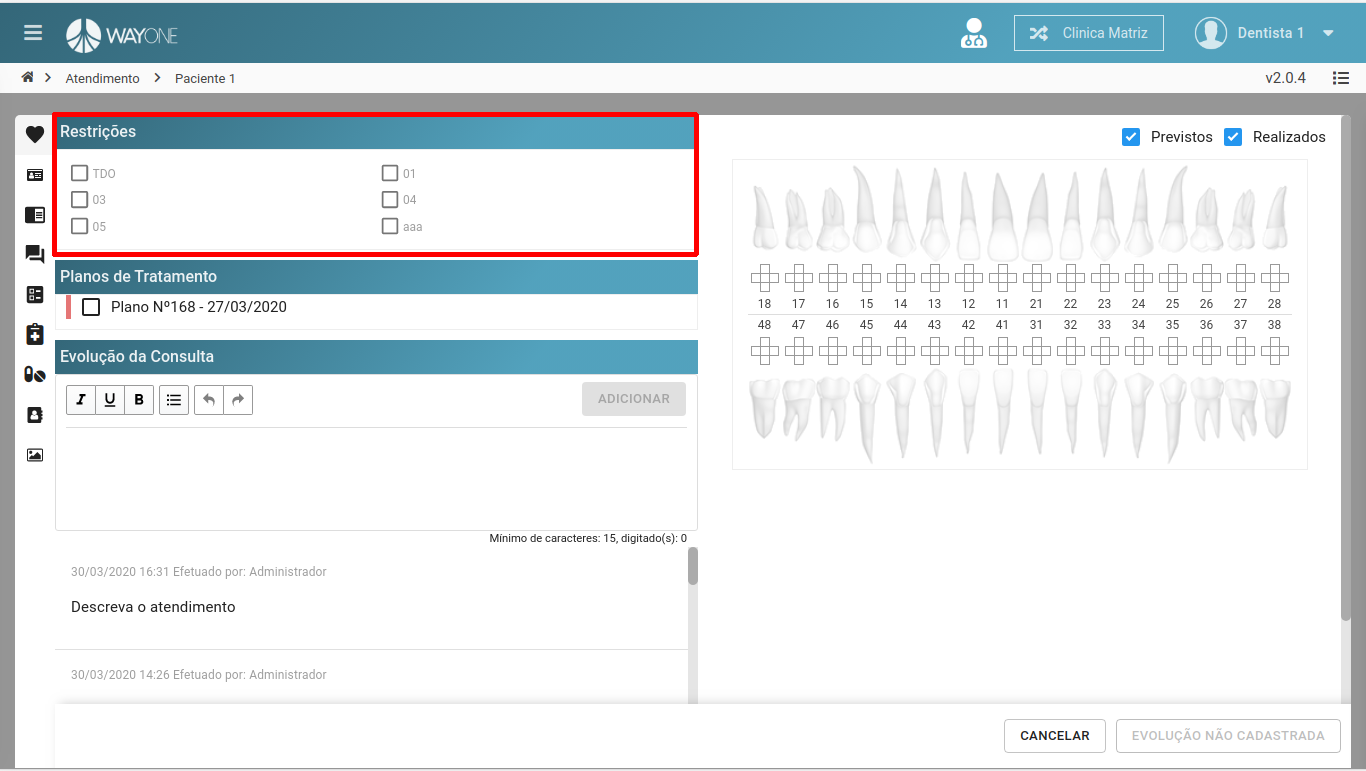 WAYONE
Clinica Matriz
Dentista 1
Atendimento
Paciente 1
v2.0.4
Restrições
TDO
01
03
04
05
aaa
Planos de Tratamento
Plano Nº168 - 27/03/2020
Evolução da Consulta
I U B
ADICIONAR
Mínimo de caracteres: 15, digitado(s): 0
30/03/2020 16:31 Efetuado por: Administrador
Descreva o atendimento
30/03/2020 14:26 Efetuado por: Administrador
Previstos Realizados
18 17 16 15 14 13 12 11 21 22 23 24 25 26 27 28
48 47 46 45 44 43 42 41 31 32 33 34 35 36 37 38
CANCELAR
EVOLUÇÃO NÃO CADASTRADA